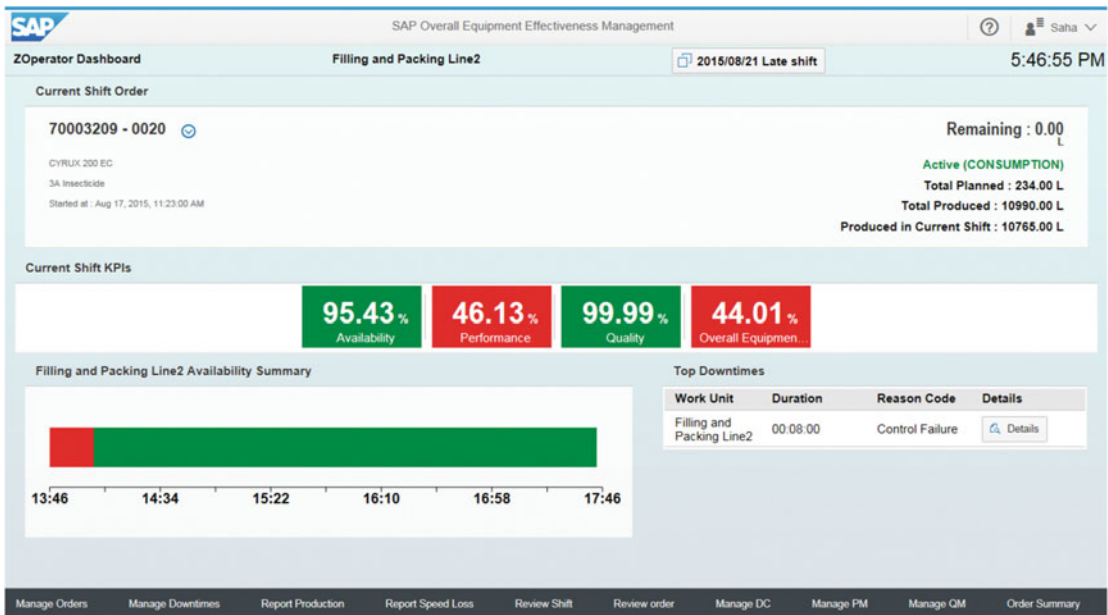 SAP
SAP Overall Equipment Effectiveness Management
Saha
ZOperator Dashboard
Filling and Packing Line2
2015/08/21 Late shift
5:46:55 PM
Current Shift Order
70003209 - 0020
Remaining : 0.00
L
CYRUX 200 EC
Active (CONSUMPTION)
3A Insecticide
Total Planned : 234.00 L
Started at : Aug 17, 2015, 11:23:00 AM
Total Produced : 10990.00 L
Produced in Current Shift : 10765.00 L
Current Shift KPIs
95.43 %
Availability
46.13 %
Performance
99.99 %
Quality
44.01 %
Overall Equipmen...
Filling and Packing Line2 Availability Summary
13:46 14:34 15:22 16:10 16:58 17:46
Top Downtimes
Work Unit Duration Reason Code Details
Filling and
Packing Line2 00:08:00 Control Failure Details
Manage Orders Manage Downtimes Report Production Report Speed Loss Review Shift Review order Manage DC Manage PM Manage QM Order Summary